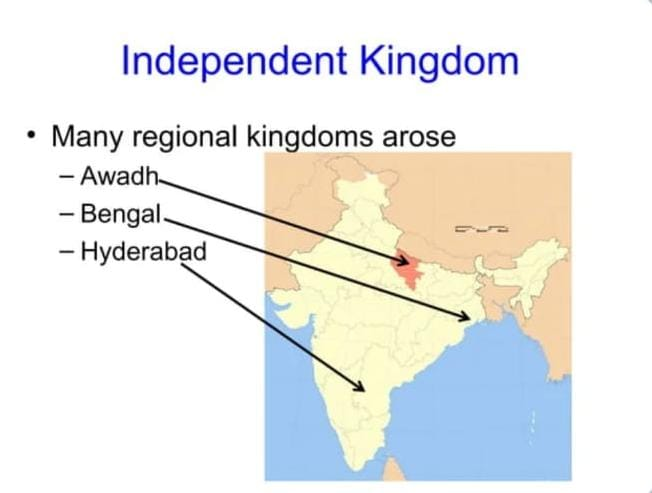 Independent Kingdom
• Many regional kingdoms arose
– Awadh
– Bengal
– Hyderabad